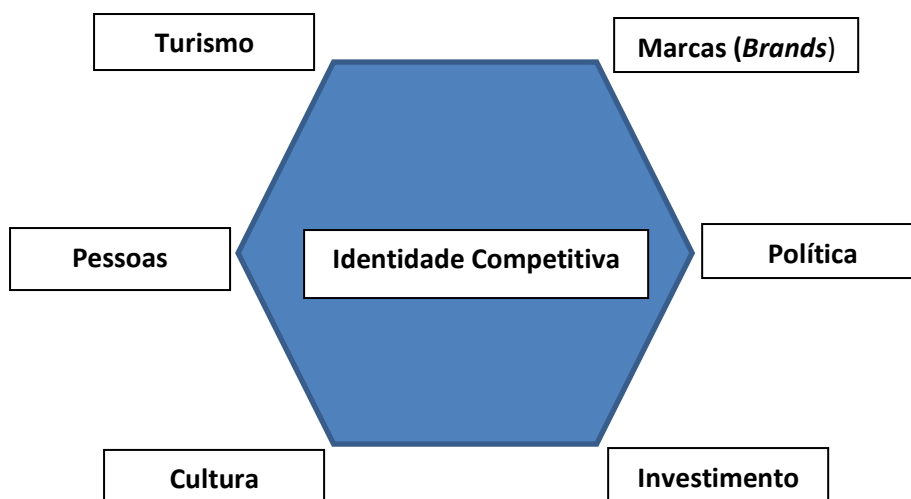 Turismo
Marcas (Brands)
Pessoas
Identidade Competitiva
Política
Cultura
Investimento